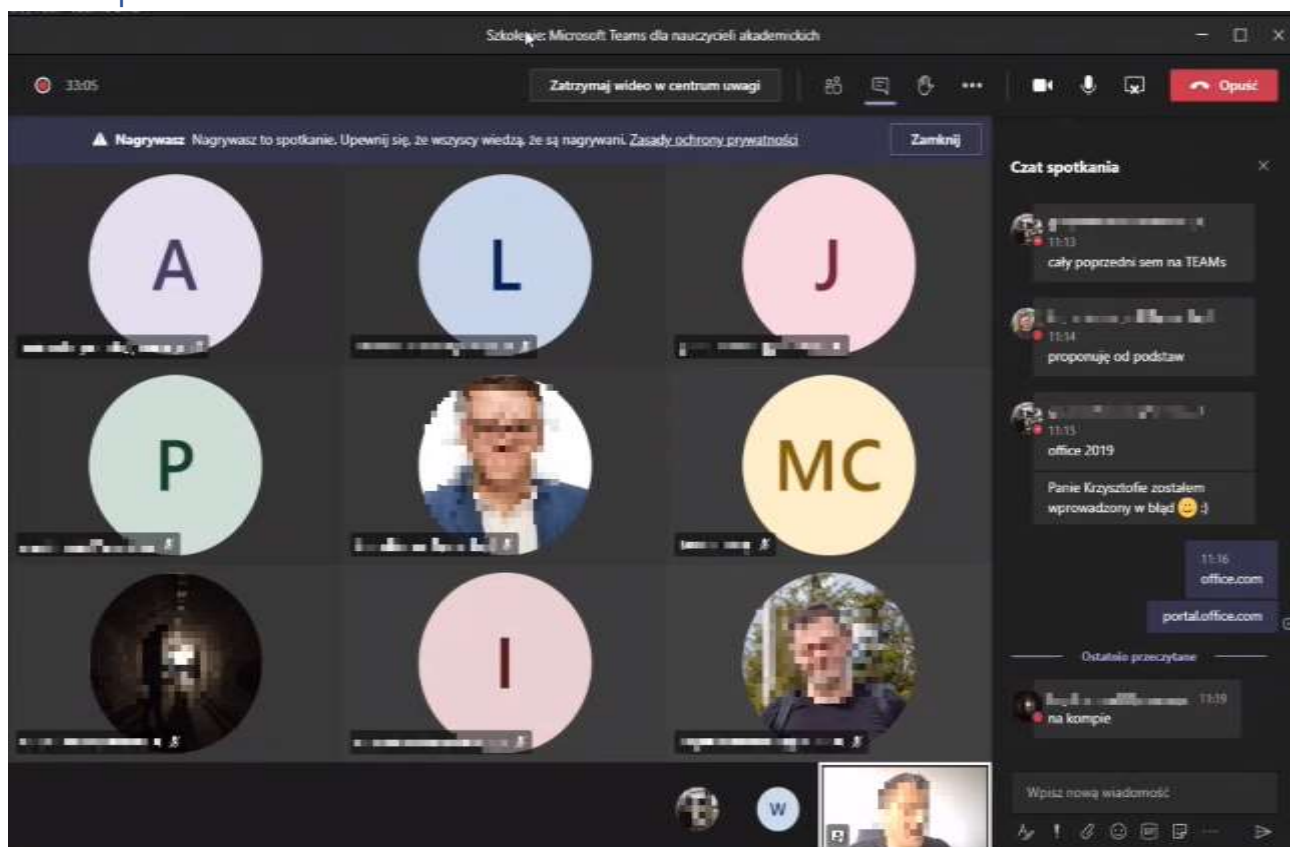 Szkolenie: Microsoft Teams dla nauczycieli akademickich
33:05
Zatrzymaj wideo w centrum uwagi
Opuść
Nagrywasz Nagrywasz to spotkanie. Upewnij się, że wszyscy wiedzą, że są nagrywani. Zasady ochrony prywatności
Zamknij
A
L
J
P
MC
I
W
Czat spotkania
11:13
cały poprzedni sem na TEAMs
11:14
proponuję od podstaw
11:15
office 2019
Panie Krzysztofie zostałem
wprowadzony w błąd 😊 :)
11:16
office.com
portal.office.com
Ostatnio przeczytane
11:19
na kompie
Wpisz nową wiadomość